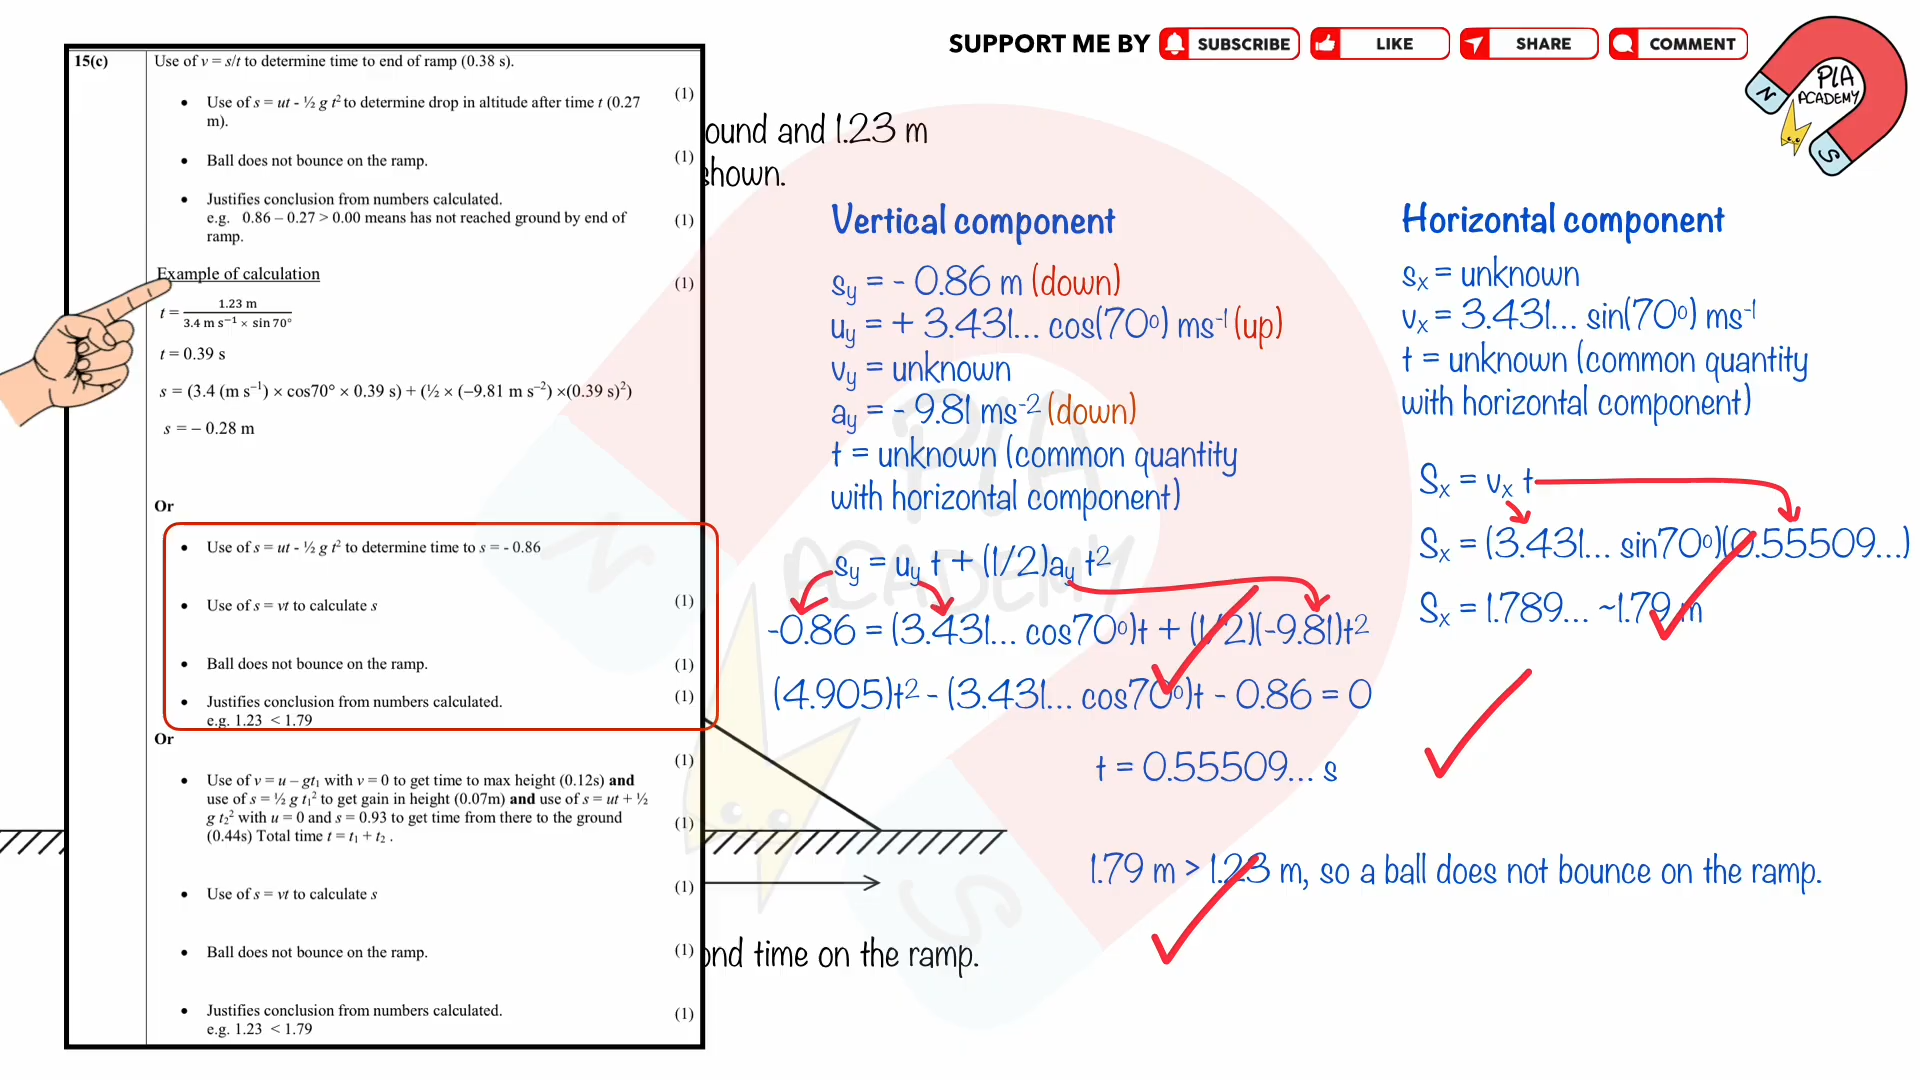 SUPPORT ME BY
SUBSCRIBE
LIKE
SHARE
COMMENT
PLA
ACADEMY
N
S
15(c)
Use of v = s/t to determine time to end of ramp (0.38 s).
• Use of s = ut - ½ g t² to determine drop in altitude after time t (0.27
m).
(1)
• Ball does not bounce on the ramp.
(1)
• Justifies conclusion from numbers calculated.
e.g. 0.86 – 0.27 > 0.00 means has not reached ground by end of
ramp.
(1)
Example of calculation
(1)
t = 1.23 m / 3.4 m s⁻¹ × sin 70°
t = 0.39 s
s = (3.4 (m s⁻¹) × cos70° × 0.39 s) + (½ × (–9.81 m s⁻²) ×(0.39 s)²)
s = – 0.28 m
Or
• Use of s = ut - ½ g t² to determine time to s = - 0.86
• Use of s = vt to calculate s
(1)
• Ball does not bounce on the ramp.
(1)
• Justifies conclusion from numbers calculated.
(1)
e.g. 1.23 < 1.79
Or
(1)
• Use of v = u – gt₁ with v = 0 to get time to max height (0.12s) and
use of s = ½ g t₁² to get gain in height (0.07m) and use of s = ut + ½
g t₂² with u = 0 and s = 0.93 to get time from there to the ground
(0.44s) Total time t = t₁ + t₂ .
(1)
• Use of s = vt to calculate s
(1)
• Ball does not bounce on the ramp.
(1)
• Justifies conclusion from numbers calculated.
e.g. 1.23 < 1.79
(1)
ound and 1.23 m
shown.
ond time on the ramp.
Vertical component
sy = - 0.86 m (down)
uy = + 3.431... cos(70⁰) ms⁻¹ (up)
vy = unknown
ay = - 9.81 ms⁻² (down)
t = unknown (common quantity
with horizontal component)
sy = uy t + (1/2)ay t²
-0.86 = (3.431... cos70⁰)t + (1/2)(-9.81)t²
(4.905)t² - (3.431... cos70⁰)t - 0.86 = 0
t = 0.55509... s
Horizontal component
sx = unknown
vx = 3.431... sin(70⁰) ms⁻¹
t = unknown (common quantity
with horizontal component)
Sx = vx t
Sx = (3.431... sin70⁰)(0.55509...)
Sx = 1.789... ~1.79 m
1.79 m > 1.23 m, so a ball does not bounce on the ramp.
PLA
ACADEMY
N
S